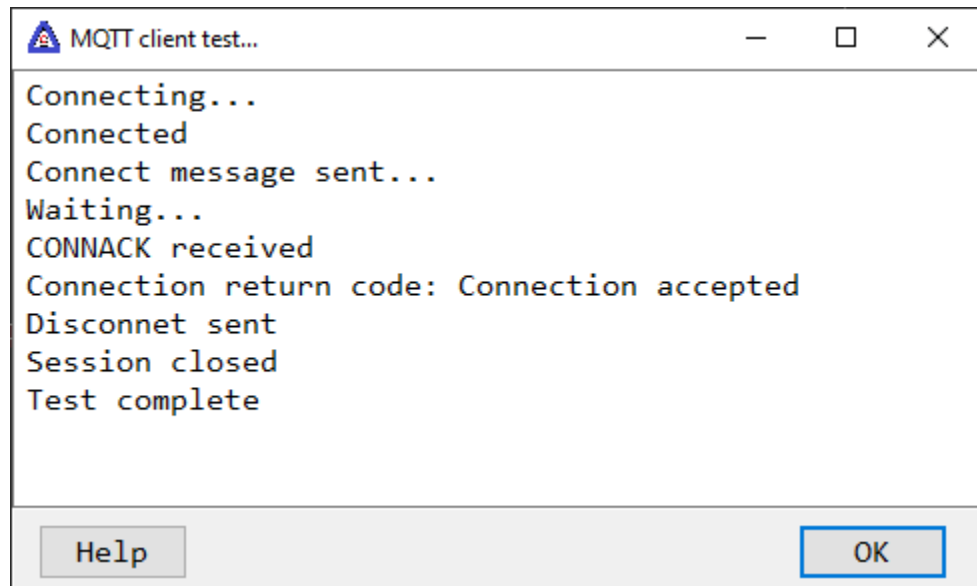 MQTT client test...
Connecting...
Connected
Connect message sent...
Waiting...
CONNACK received
Connection return code: Connection accepted
Disconnet sent
Session closed
Test complete
Help
OK